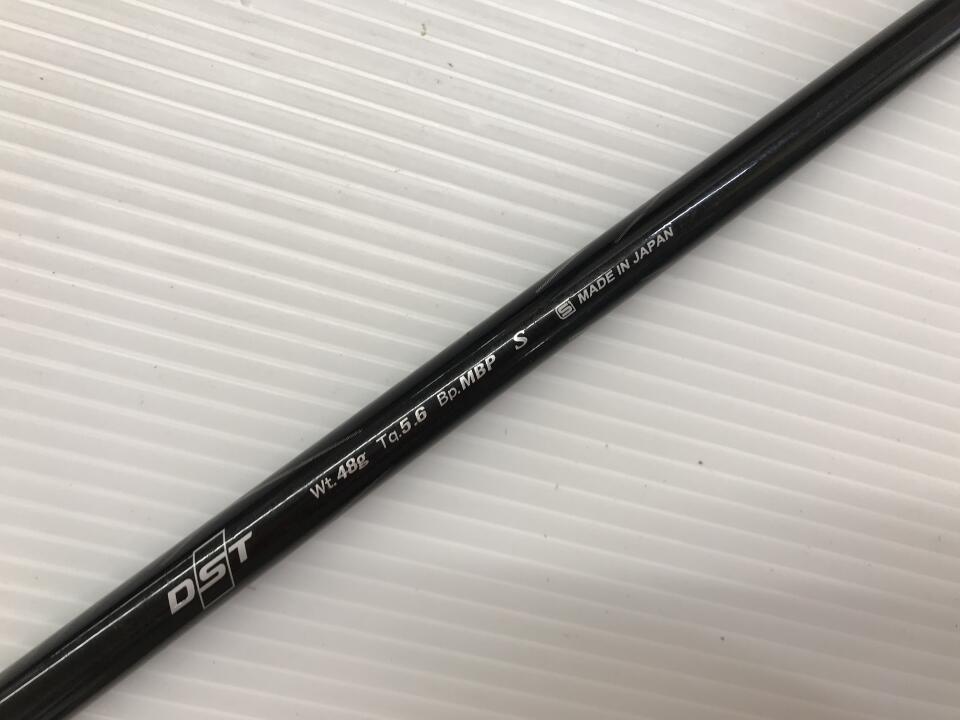 DST Wt.48g Tq.5.6 Bp.MBP S S MADE IN JAPAN